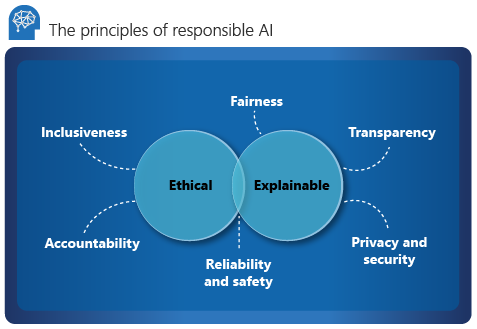 The principles of responsible AI
Fairness
Inclusiveness
Transparency
Ethical
Explainable
Accountability
Privacy and
security
Reliability
and safety